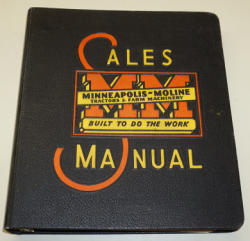 SALES
MM
MINNEAPOLIS-MOLINE
TRACTORS & FARM MACHINERY
BUILT TO DO THE WORK
MANUAL